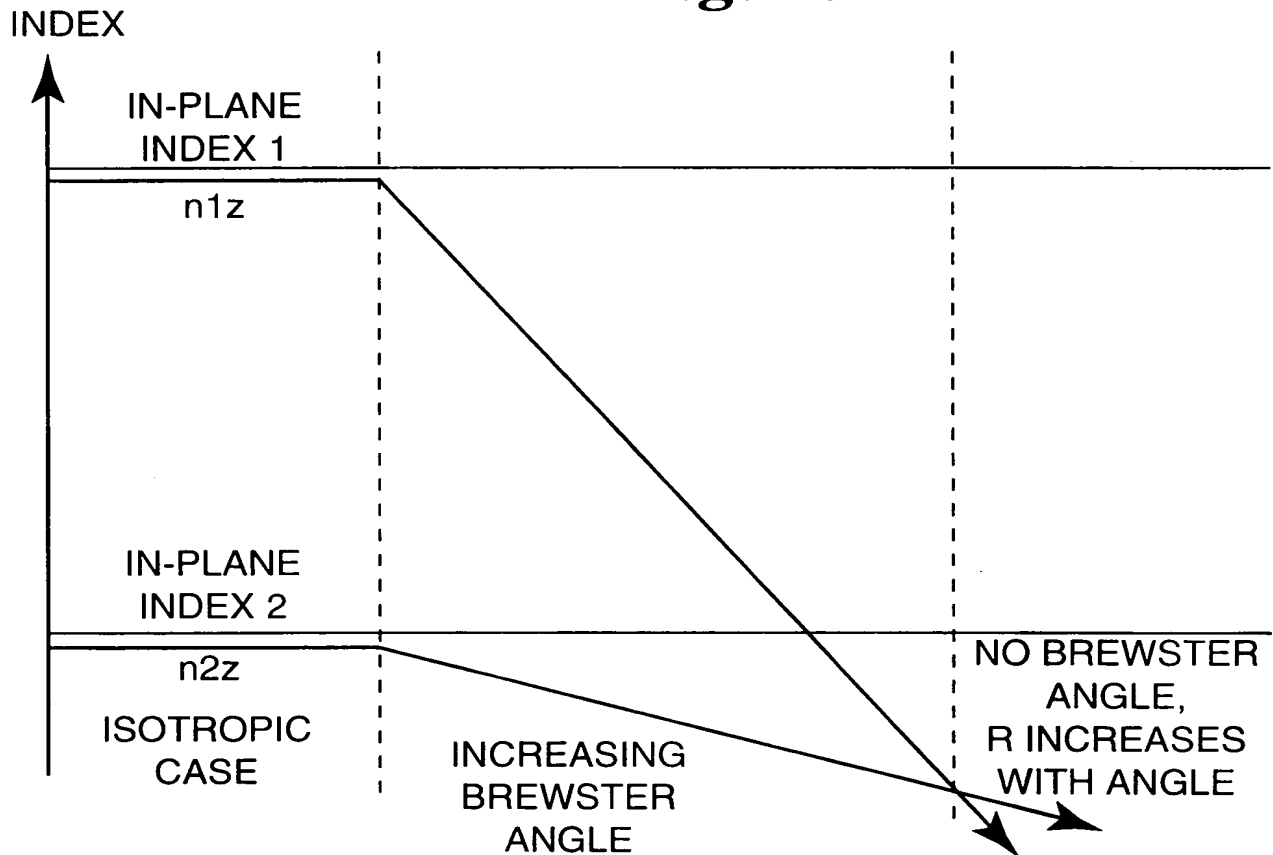 INDEX
IN-PLANE
INDEX 1
n1z
IN-PLANE
INDEX 2
n2z
ISOTROPIC
CASE
INCREASING
BREWSTER
ANGLE
NO BREWSTER
ANGLE,
R INCREASES
WITH ANGLE